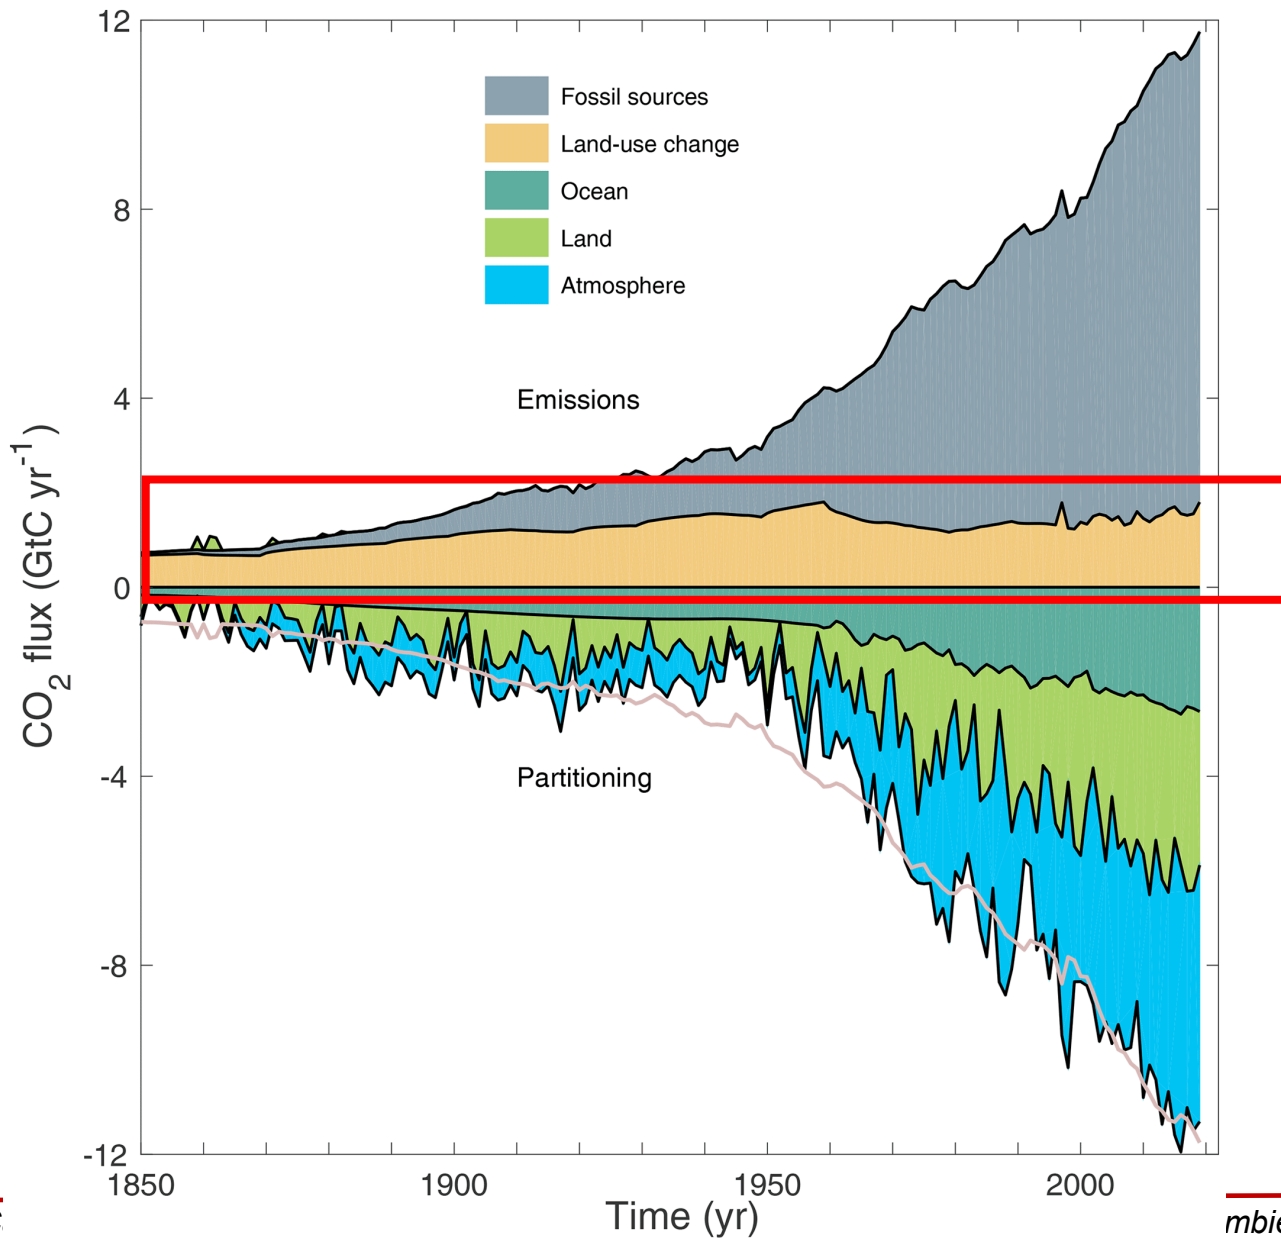 12
Fossil sources
Land-use change
Ocean
8
Land
Atmosphere
Emissions
4
CO2 flux (GtC yr-1)
0
Partitioning
-4
-8
-12
1850
1900
1950
2000
Time (yr)